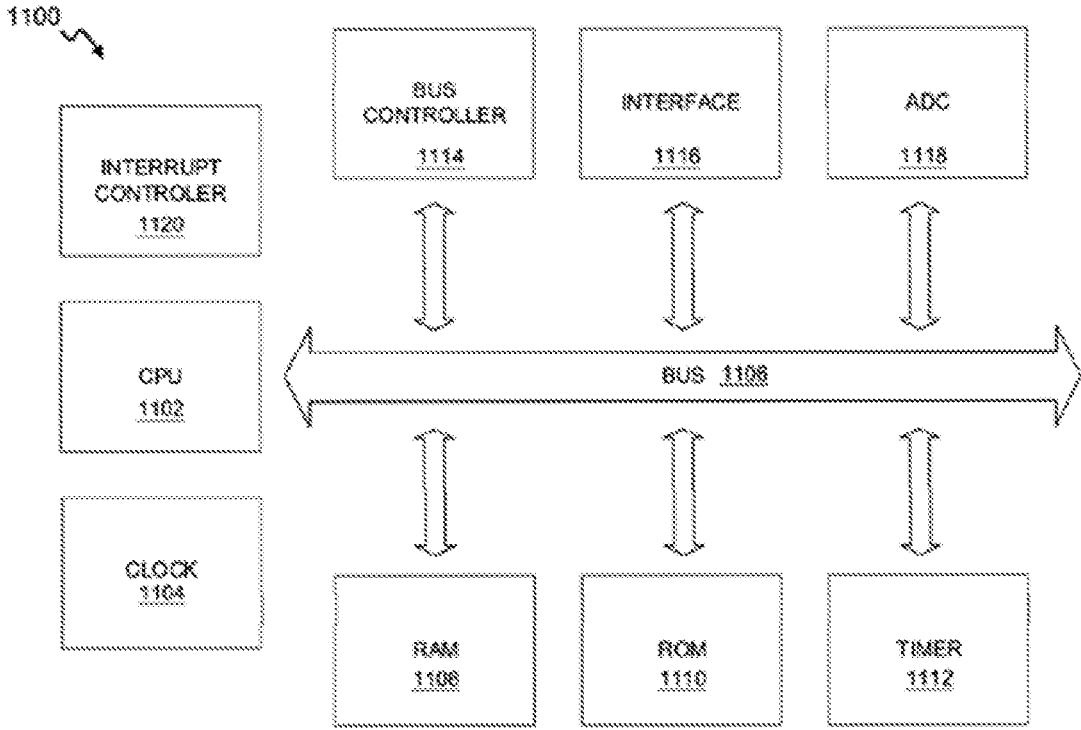 1100
BUS
CONTROLLER
1114
INTERFACE
1116
ADC
1118
INTERRUPT
CONTROLER
1120
CPU
1102
BUS 1108
CLOCK
1104
RAM
1106
ROM
1110
TIMER
1112